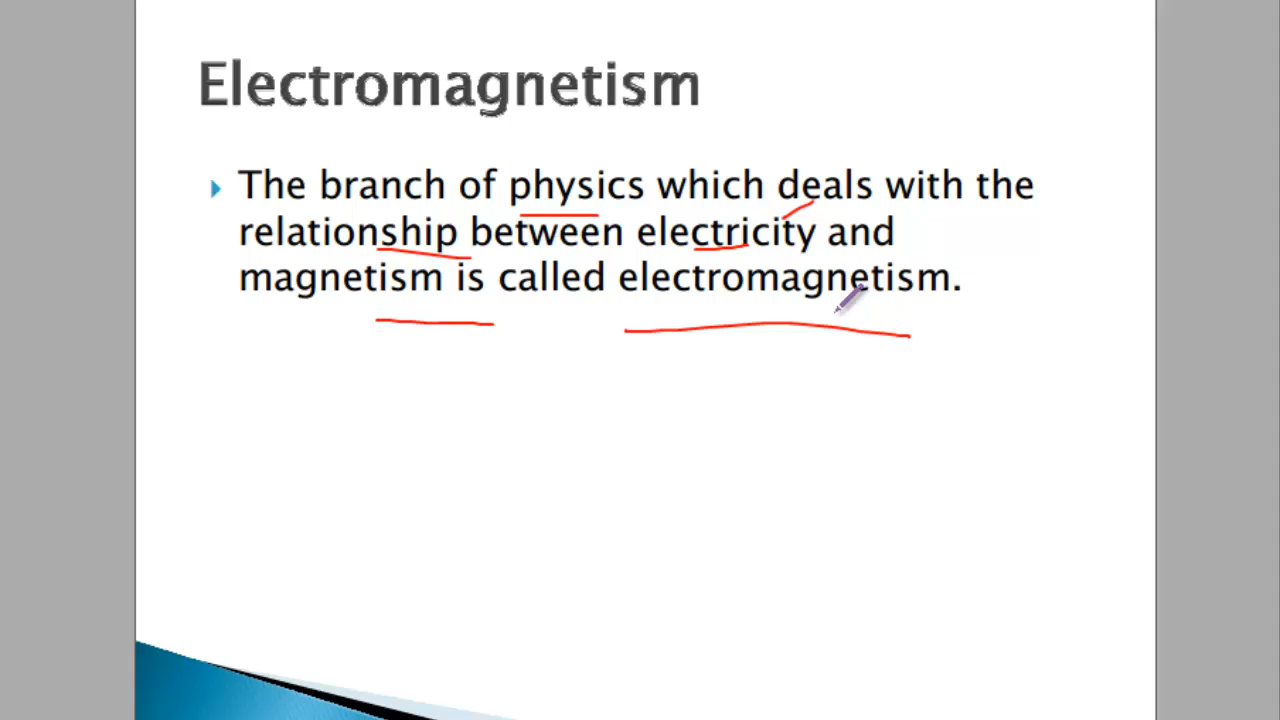 Electromagnetism
The branch of physics which deals with the
relationship between electricity and
magnetism is called electromagnetism.